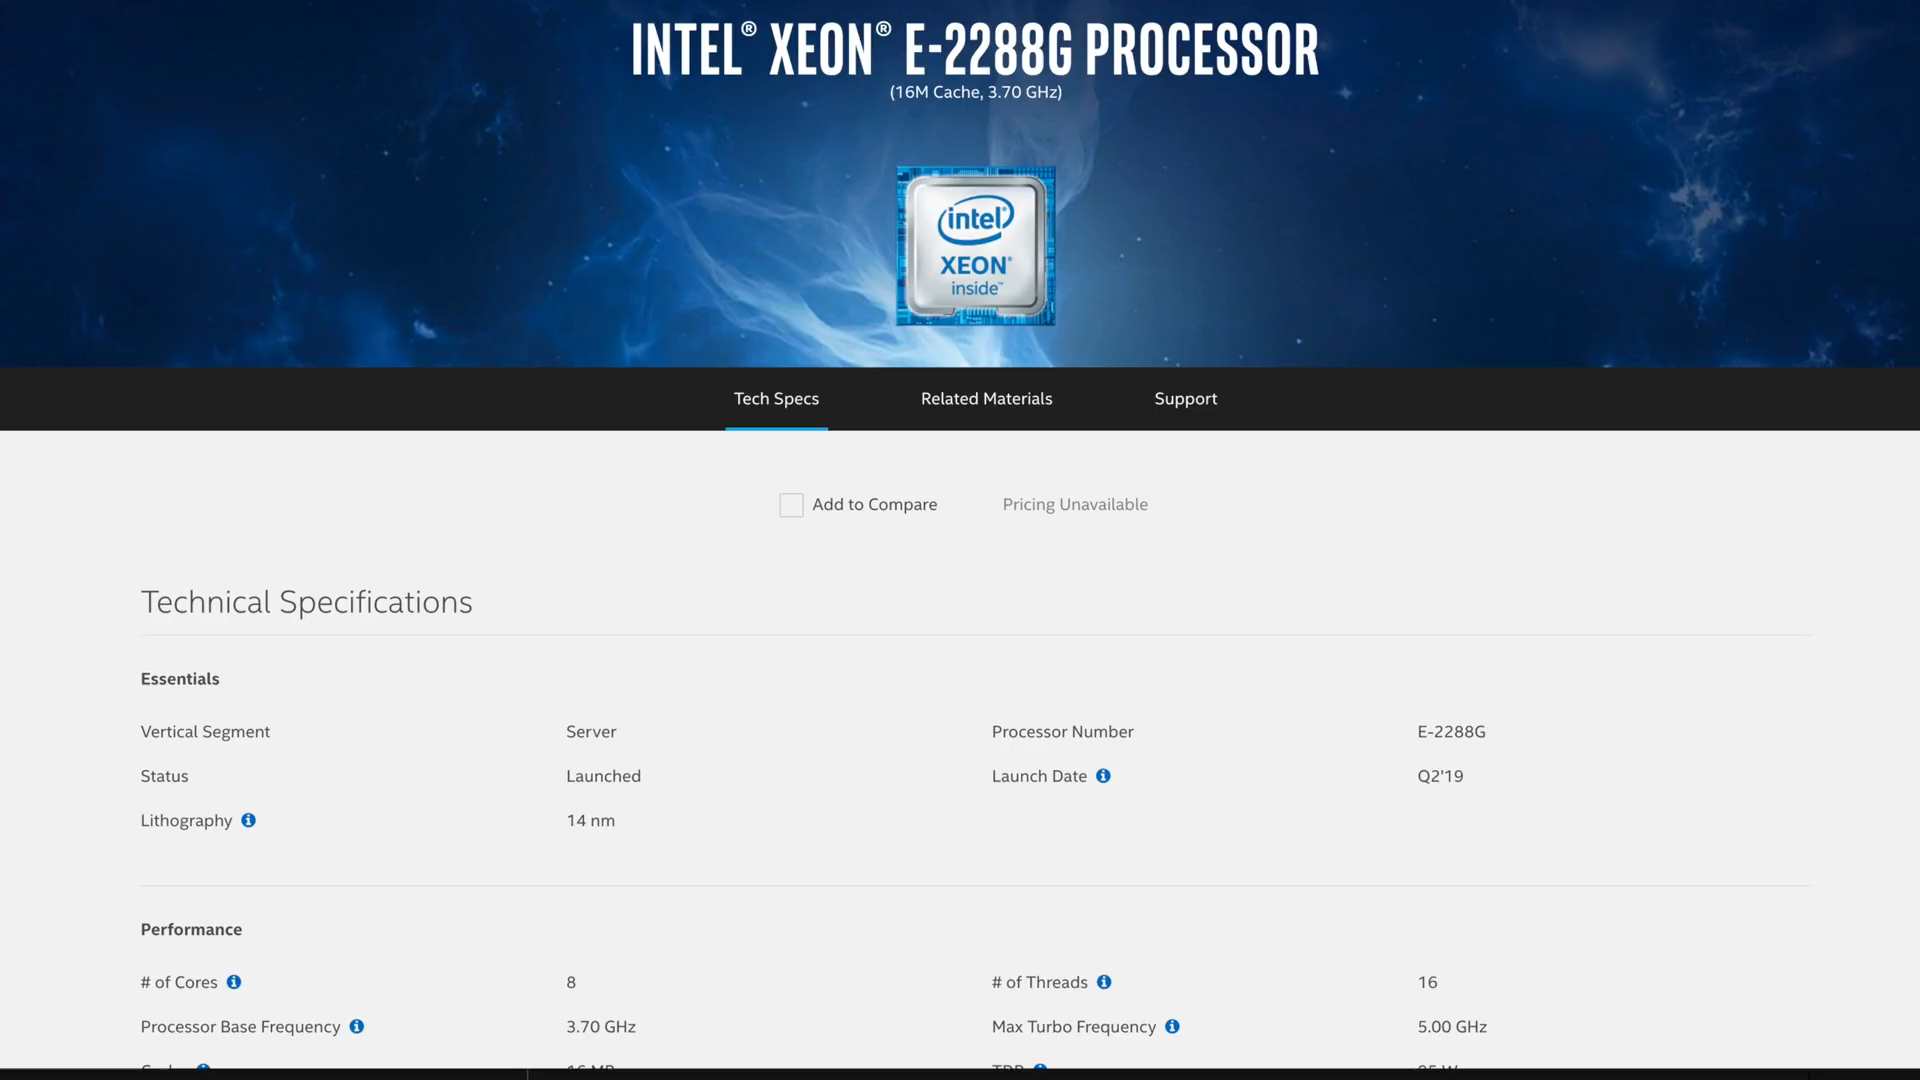 INTEL® XEON® E-2288G PROCESSOR
(16M Cache, 3.70 GHz)
intel®
XEON®
inside™
Tech Specs Related Materials Support
Add to Compare Pricing Unavailable
Technical Specifications
Essentials
Vertical Segment Server Processor Number E-2288G
Status Launched Launch Date Q2'19
Lithography 14 nm
Performance
# of Cores 8 # of Threads 16
Processor Base Frequency 3.70 GHz Max Turbo Frequency 5.00 GHz